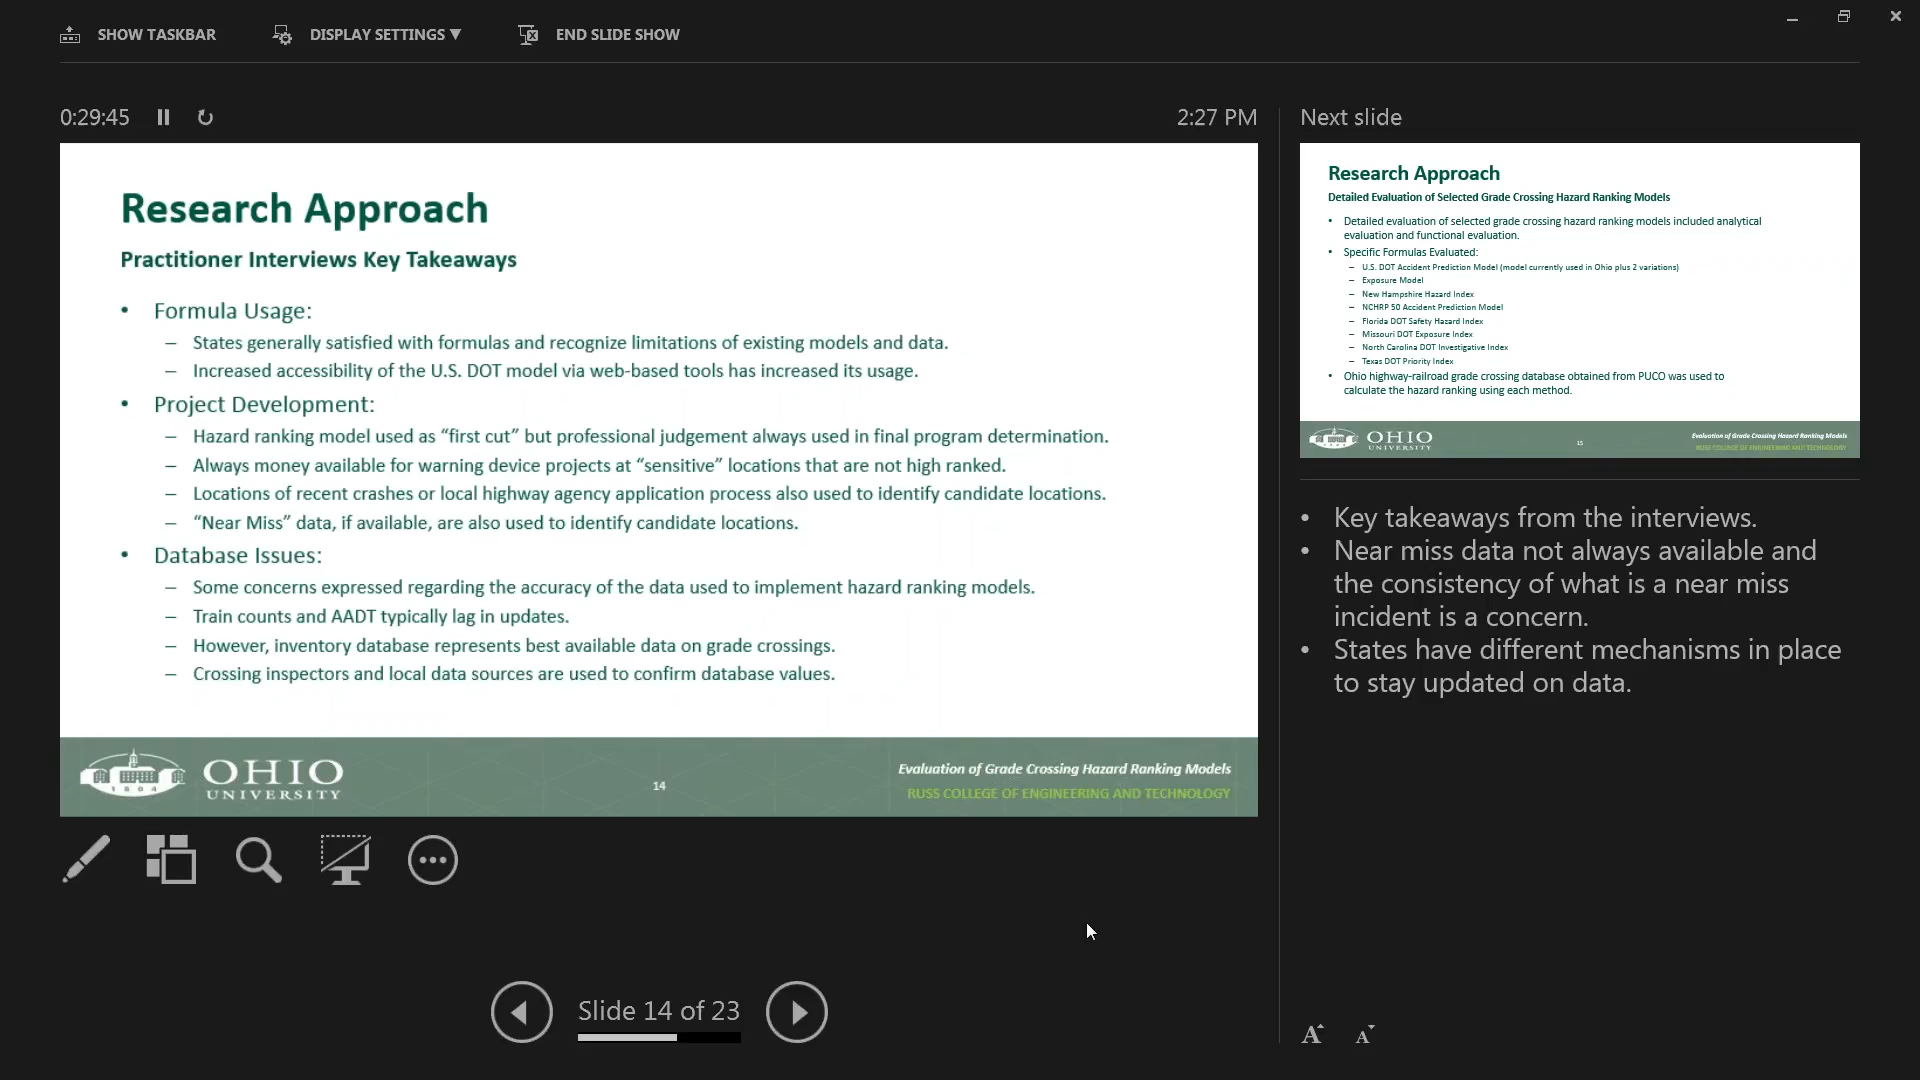 SHOW TASKBAR
DISPLAY SETTINGS ▼
END SLIDE SHOW
0:29:45
2:27 PM
Research Approach
Practitioner Interviews Key Takeaways
• Formula Usage:
– States generally satisfied with formulas and recognize limitations of existing models and data.
– Increased accessibility of the U.S. DOT model via web-based tools has increased its usage.
• Project Development:
– Hazard ranking model used as “first cut” but professional judgement always used in final program determination.
– Always money available for warning device projects at “sensitive” locations that are not high ranked.
– Locations of recent crashes or local highway agency application process also used to identify candidate locations.
– “Near Miss” data, if available, are also used to identify candidate locations.
• Database Issues:
– Some concerns expressed regarding the accuracy of the data used to implement hazard ranking models.
– Train counts and AADT typically lag in updates.
– However, inventory database represents best available data on grade crossings.
– Crossing inspectors and local data sources are used to confirm database values.
1804
OHIO
UNIVERSITY
14
Evaluation of Grade Crossing Hazard Ranking Models
RUSS COLLEGE OF ENGINEERING AND TECHNOLOGY
Slide 14 of 23
Next slide
Research Approach
Detailed Evaluation of Selected Grade Crossing Hazard Ranking Models
• Detailed evaluation of selected grade crossing hazard ranking models included analytical
evaluation and functional evaluation.
• Specific Formulas Evaluated:
– U.S. DOT Accident Prediction Model (model currently used in Ohio plus 2 variations)
– Exposure Model
– New Hampshire Hazard Index
– NCHRP 50 Accident Prediction Model
– Florida DOT Safety Hazard Index
– Missouri DOT Exposure Index
– North Carolina DOT Investigative Index
– Texas DOT Priority Index
• Ohio highway-railroad grade crossing database obtained from PUCO was used to
calculate the hazard ranking using each method.
OHIO
UNIVERSITY
15
Evaluation of Grade Crossing Hazard Ranking Models
RUSS COLLEGE OF ENGINEERING AND TECHNOLOGY
• Key takeaways from the interviews.
• Near miss data not always available and
the consistency of what is a near miss
incident is a concern.
• States have different mechanisms in place
to stay updated on data.
A A